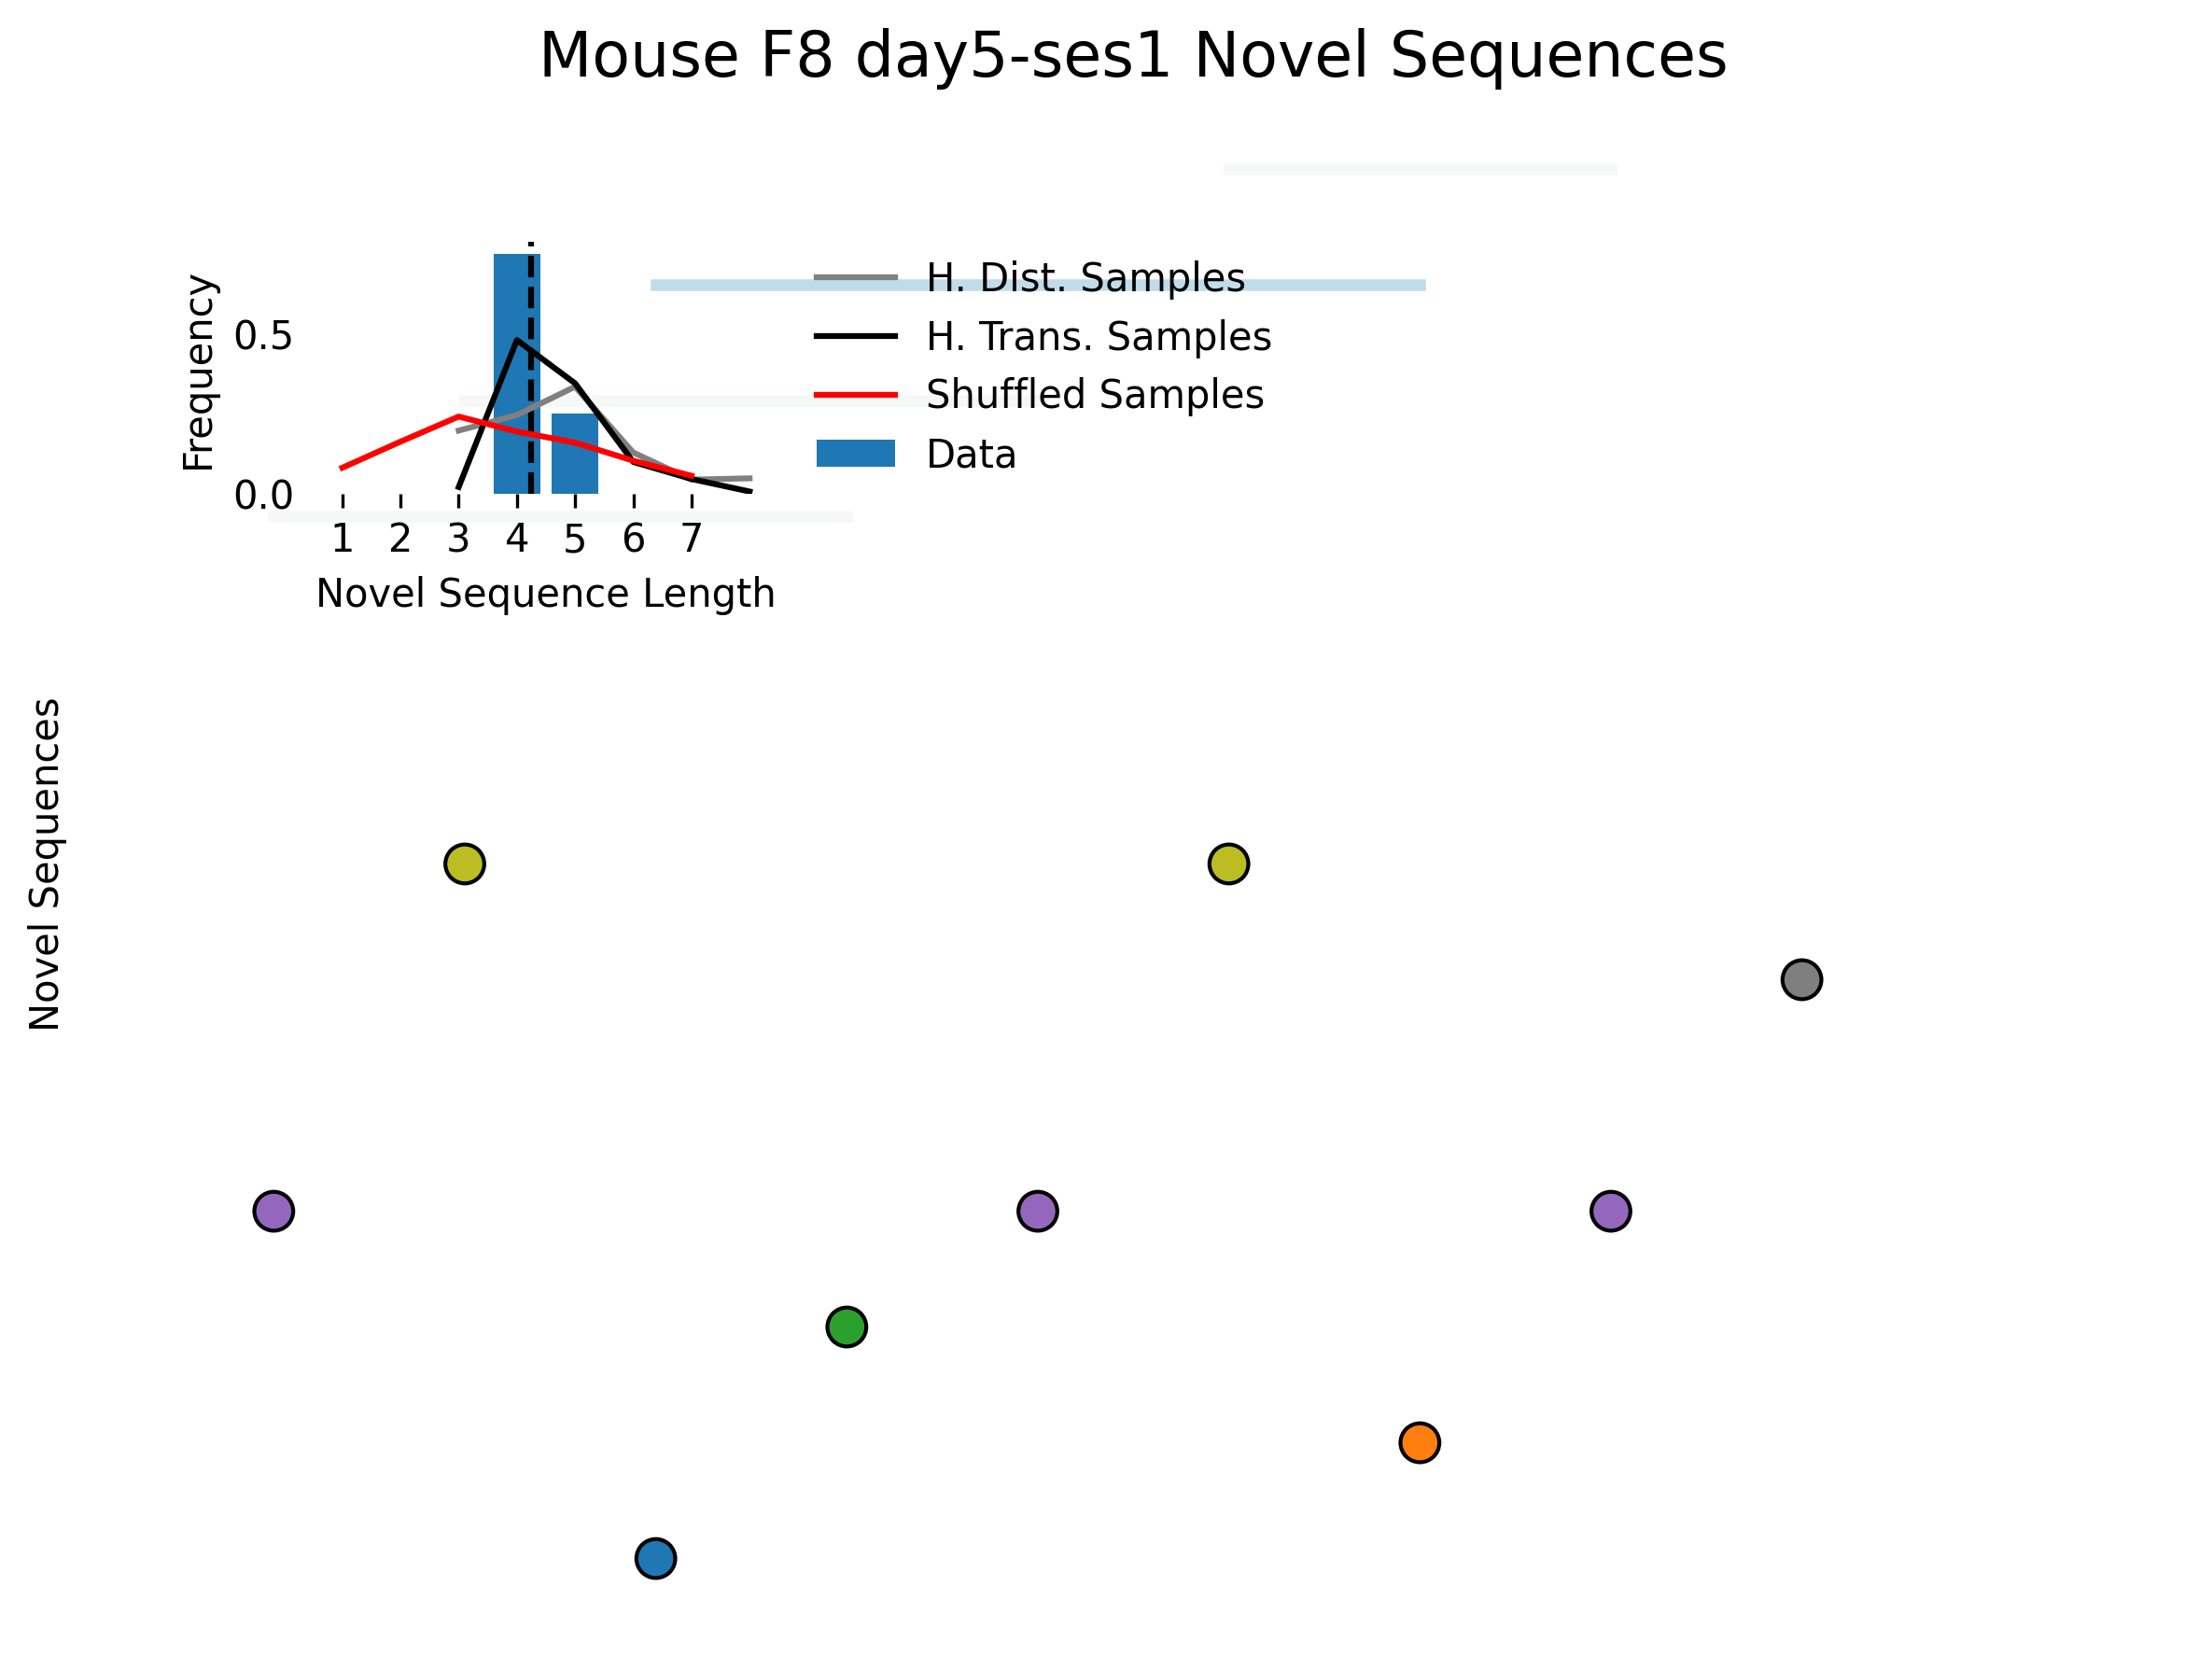 Mouse F8 day5-ses1 Novel Sequences
Frequency
0.5
0.0
1 2 3 4 5 6 7
Novel Sequence Length
H. Dist. Samples
H. Trans. Samples
Shuffled Samples
Data
Novel Sequences